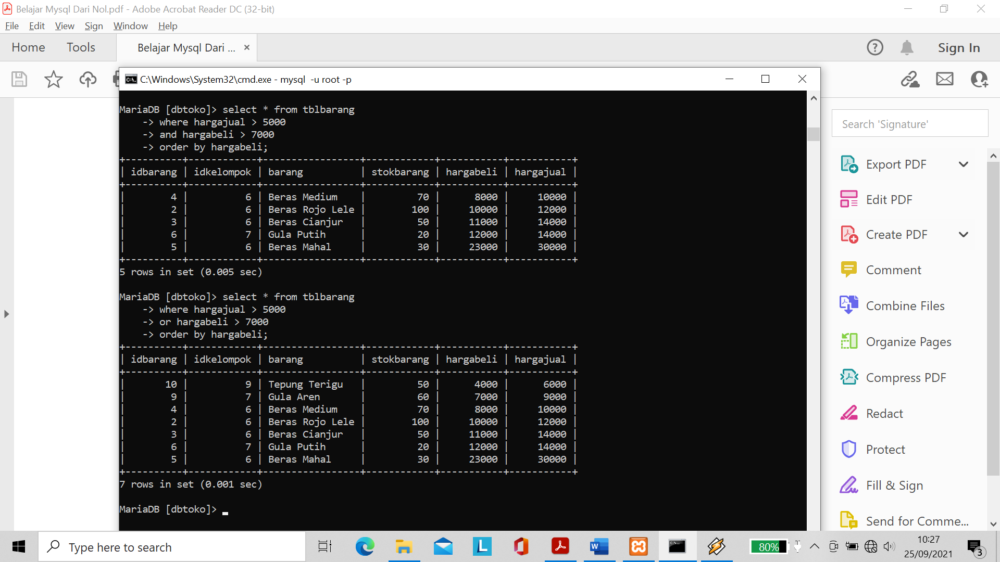 Belajar Mysql Dari Nol.pdf - Adobe Acrobat Reader DC (32-bit)
File Edit View Sign Window Help
Home Tools Belajar Mysql Dari ... × ? Sign In
C:\Windows\System32\cmd.exe - mysql  -u root -p
MariaDB [dbtoko]> select * from tblbarang
    -> where hargajual > 5000
    -> and hargabeli > 7000
    -> order by hargabeli;
+----------+------------+-----------------+------------+-----------+-----------+
| idbarang | idkelompok | barang          | stokbarang | hargabeli | hargajual |
+----------+------------+-----------------+------------+-----------+-----------+
|        4 |          6 | Beras Medium    |         70 |      8000 |     10000 |
|        2 |          6 | Beras Rojo Lele |        100 |     10000 |     12000 |
|        3 |          6 | Beras Cianjur   |         50 |     11000 |     14000 |
|        6 |          7 | Gula Putih      |         20 |     12000 |     14000 |
|        5 |          6 | Beras Mahal     |         30 |     23000 |     30000 |
+----------+------------+-----------------+------------+-----------+-----------+
5 rows in set (0.005 sec)
MariaDB [dbtoko]> select * from tblbarang
    -> where hargajual > 5000
    -> or hargabeli > 7000
    -> order by hargabeli;
+----------+------------+-----------------+------------+-----------+-----------+
| idbarang | idkelompok | barang          | stokbarang | hargabeli | hargajual |
+----------+------------+-----------------+------------+-----------+-----------+
|       10 |          9 | Tepung Terigu   |         50 |      4000 |      6000 |
|        9 |          7 | Gula Aren       |         60 |      7000 |      9000 |
|        4 |          6 | Beras Medium    |         70 |      8000 |     10000 |
|        2 |          6 | Beras Rojo Lele |        100 |     10000 |     12000 |
|        3 |          6 | Beras Cianjur   |         50 |     11000 |     14000 |
|        6 |          7 | Gula Putih      |         20 |     12000 |     14000 |
|        5 |          6 | Beras Mahal     |         30 |     23000 |     30000 |
+----------+------------+-----------------+------------+-----------+-----------+
7 rows in set (0.001 sec)
MariaDB [dbtoko]> _
Search 'Signature'
Export PDF
Edit PDF
Create PDF
Comment
Combine Files
Organize Pages
Compress PDF
Redact
Protect
Fill & Sign
Send for Comme...
Type here to search
80%
10:27
25/09/2021
3